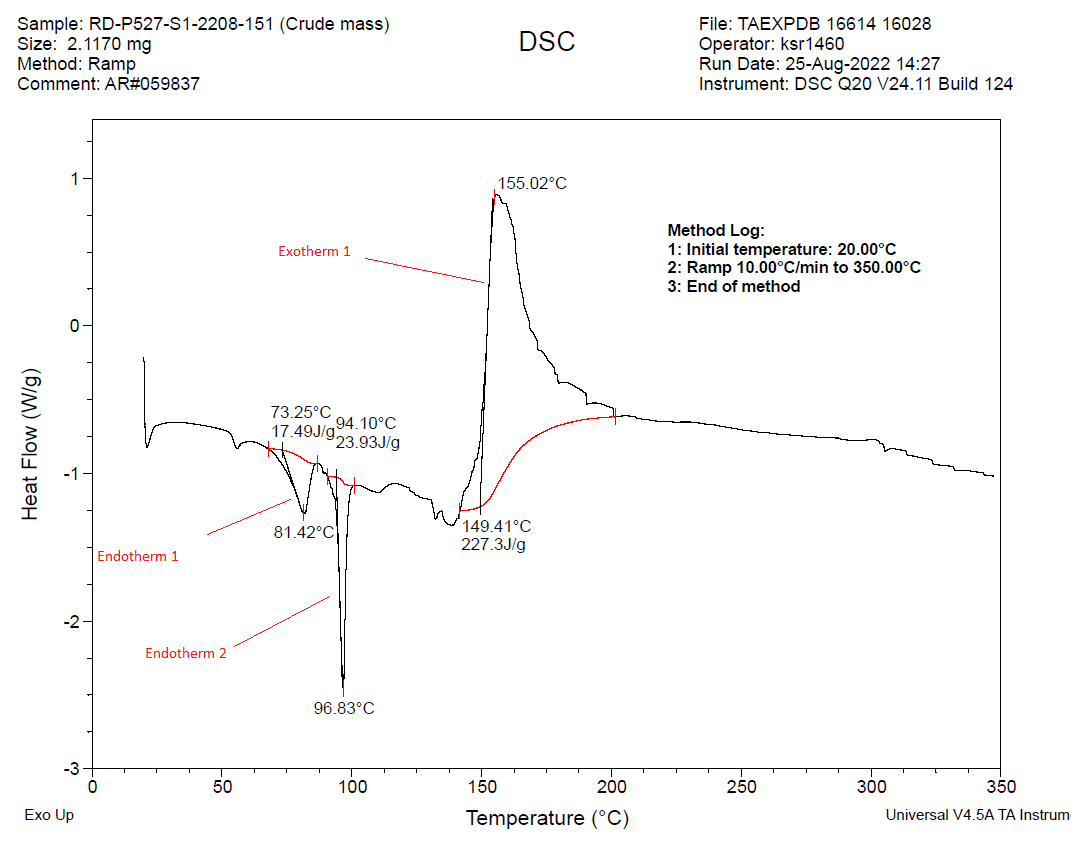 Sample: RD-P527-S1-2208-151 (Crude mass)
Size: 2.1170 mg
Method: Ramp
Comment: AR#059837
DSC
File: TAEXPDB 16614 16028
Operator: ksr1460
Run Date: 25-Aug-2022 14:27
Instrument: DSC Q20 V24.11 Build 124
155.02°C
Method Log:
1: Initial temperature: 20.00°C
2: Ramp 10.00°C/min to 350.00°C
3: End of method
Exotherm 1
73.25°C
17.49J/g
94.10°C
23.93J/g
81.42°C
149.41°C
227.3J/g
Endotherm 1
Endotherm 2
96.83°C
Heat Flow (W/g)
1
0
-1
-2
-3
0 50 100 150 200 250 300 350
Temperature (°C)
Exo Up
Universal V4.5A TA Instrum